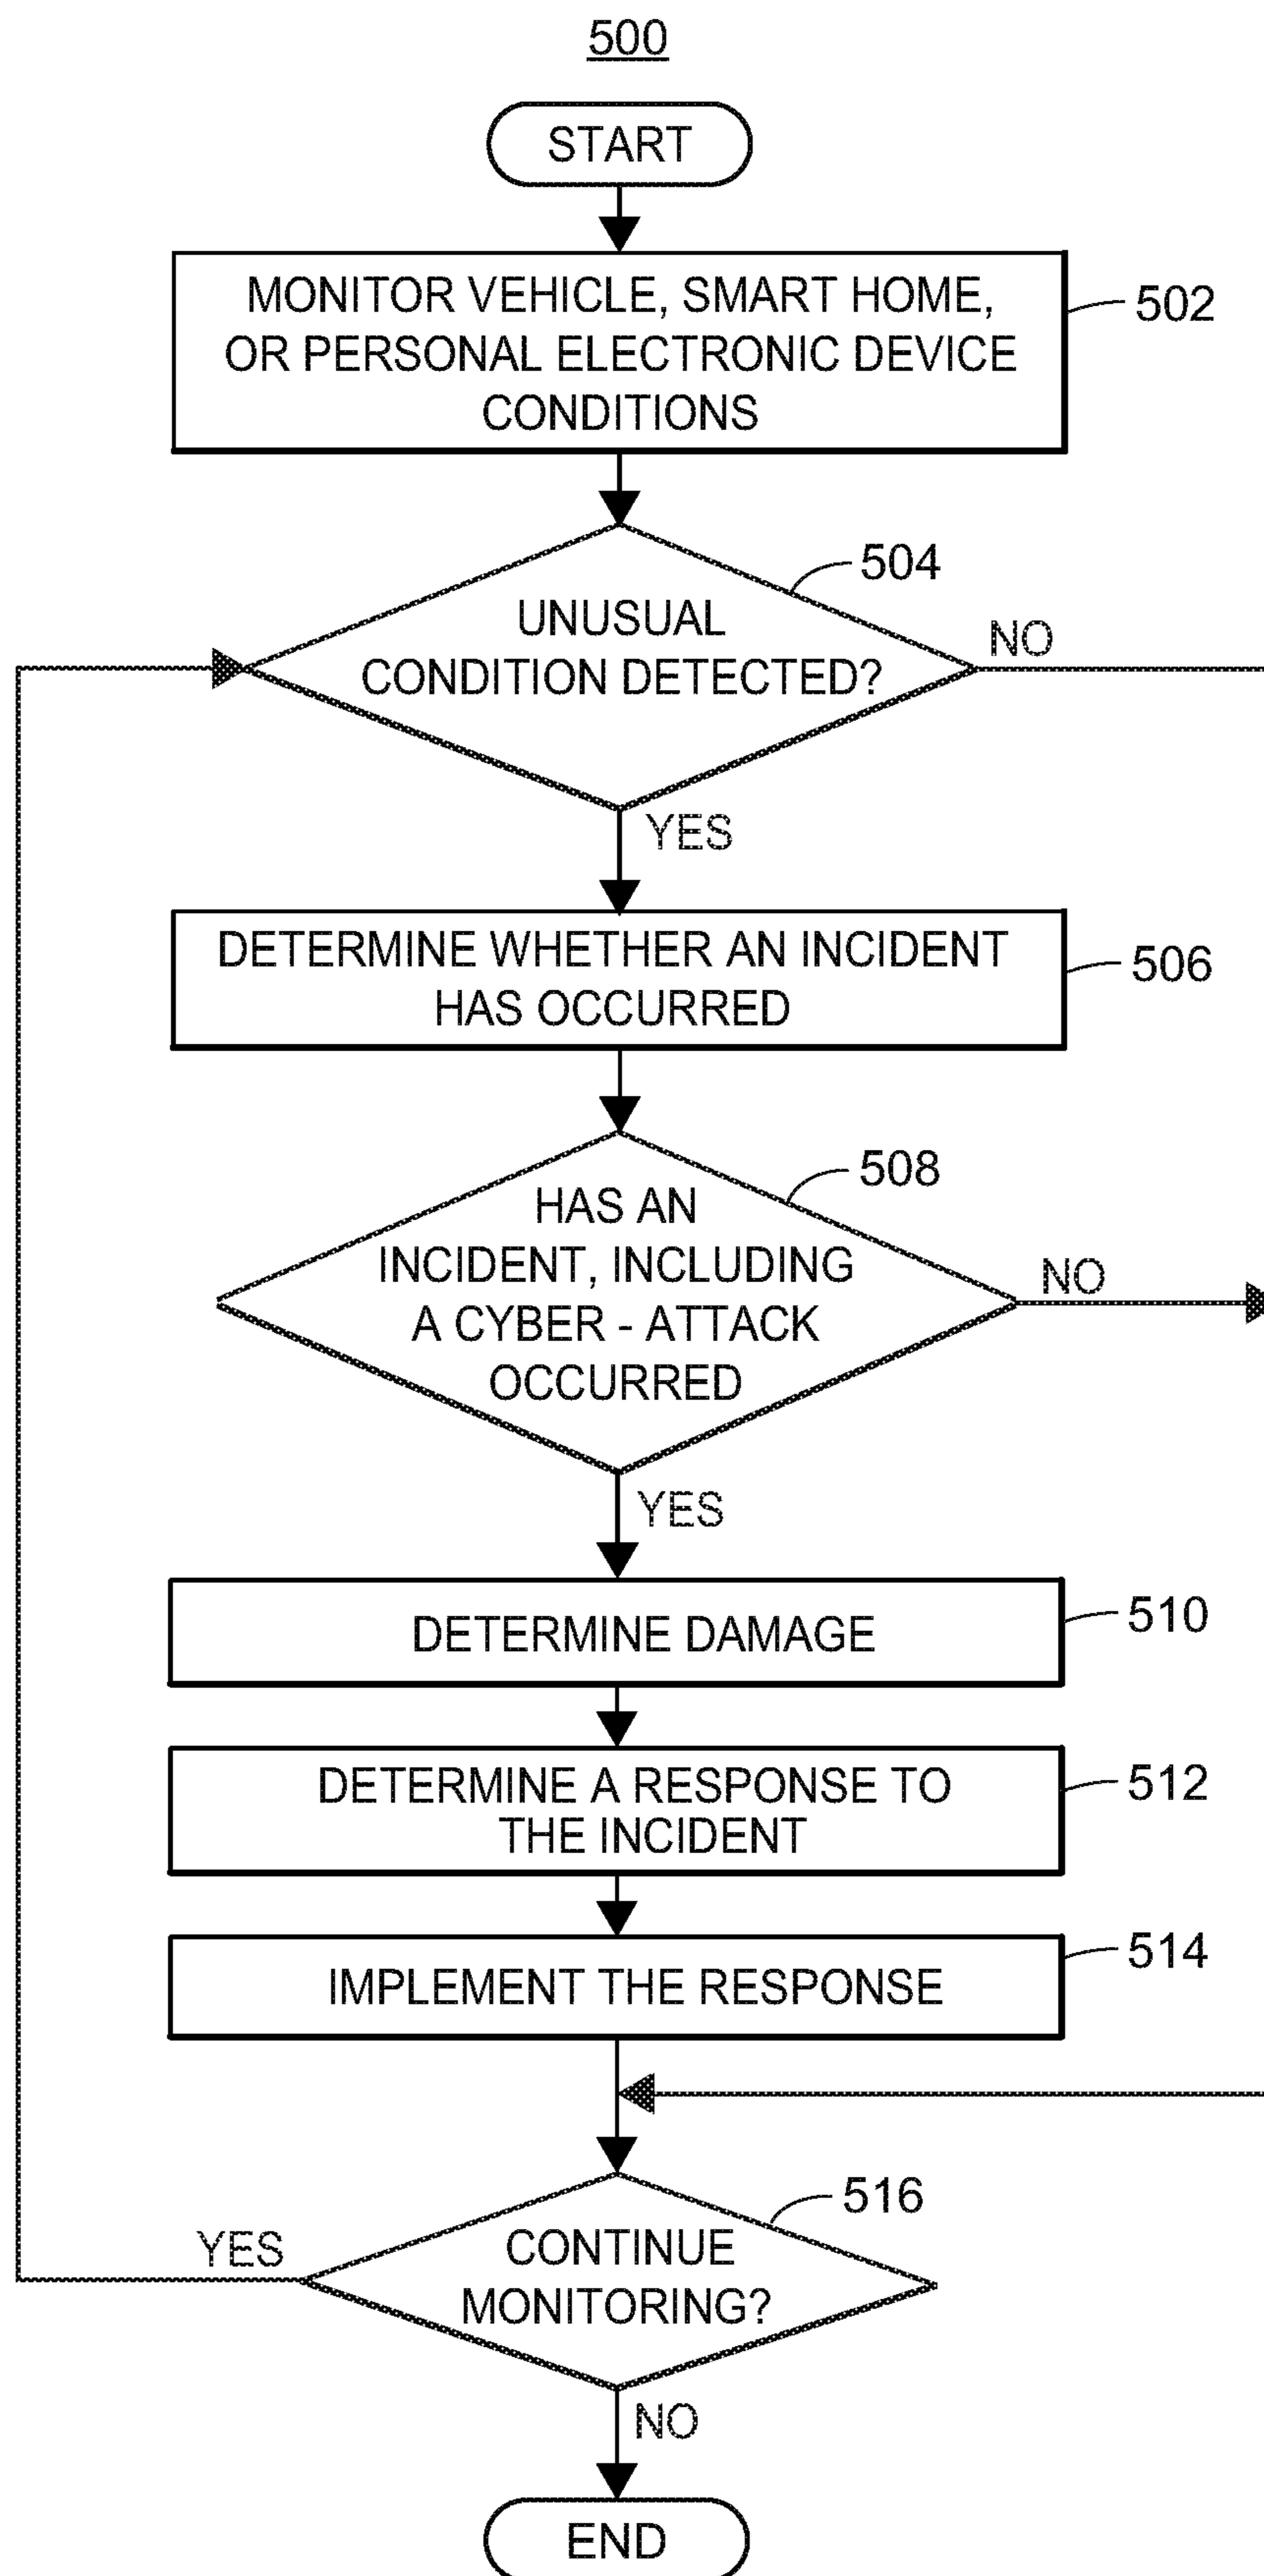 500
START
MONITOR VEHICLE, SMART HOME,
OR PERSONAL ELECTRONIC DEVICE
CONDITIONS
502
504
UNUSUAL
CONDITION DETECTED?
NO
YES
DETERMINE WHETHER AN INCIDENT
HAS OCCURRED
506
508
HAS AN
INCIDENT, INCLUDING
A CYBER - ATTACK
OCCURRED
NO
YES
DETERMINE DAMAGE
510
DETERMINE A RESPONSE TO
THE INCIDENT
512
IMPLEMENT THE RESPONSE
514
516
CONTINUE
MONITORING?
YES
NO
END